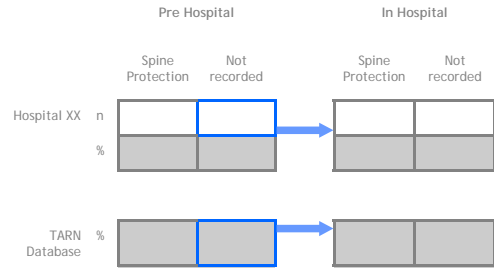 Pre Hospital In Hospital
Spine Not Spine Not
Protection recorded Protection recorded
Hospital XX n
%
TARN %
Database